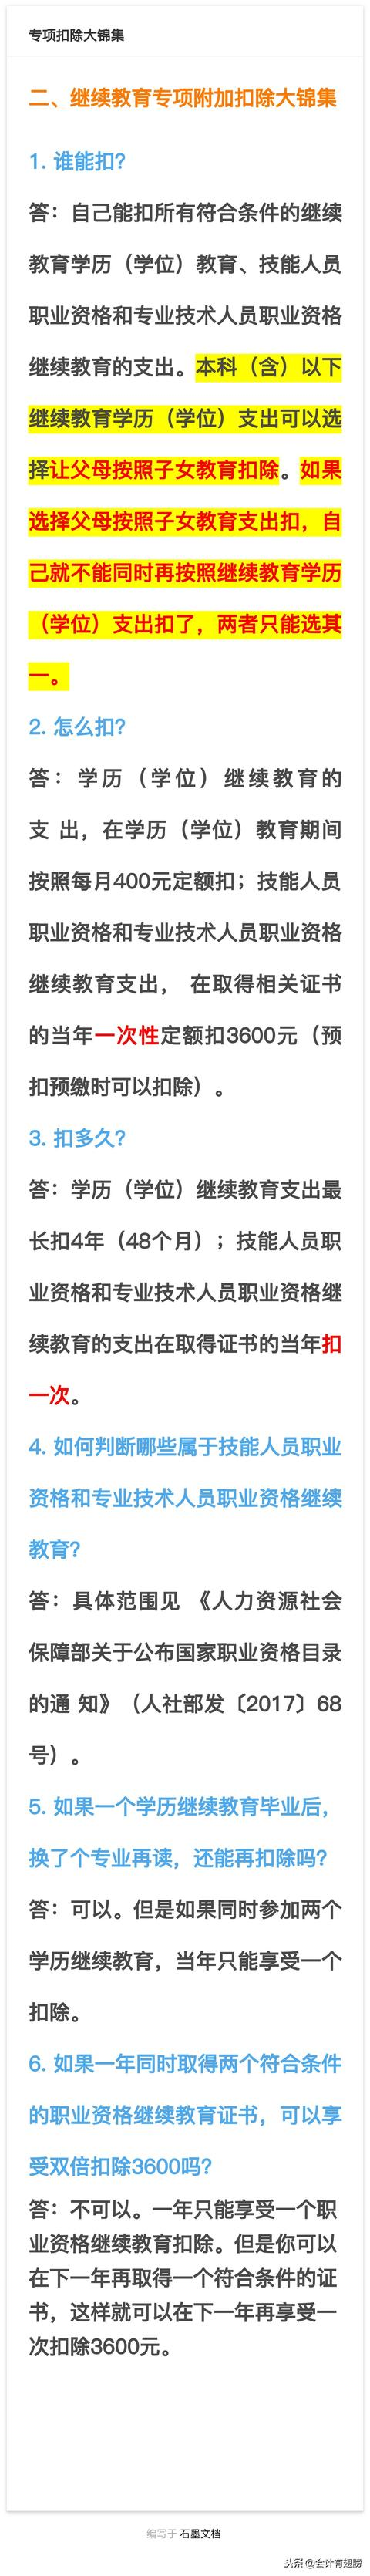 专项扣除大锦集
二、继续教育专项附加扣除大锦集
1. 谁能扣?
答：自己能扣所有符合条件的继续
教育学历（学位）教育、技能人员
职业资格和专业技术人员职业资格
继续教育的支出。本科（含）以下
继续教育学历（学位）支出可以选
择让父母按照子女教育扣除。如果
选择父母按照子女教育支出扣，自
己就不能同时再按照继续教育学历
（学位）支出扣了，两者只能选其
一。
2. 怎么扣?
答：学历（学位）继续教育的
支 出，在学历（学位）教育期间
按照每月400元定额扣；技能人员
职业资格和专业技术人员职业资格
继续教育支出， 在取得相关证书
的当年一次性定额扣3600元（预
扣预缴时可以扣除）。
3. 扣多久?
答：学历（学位）继续教育支出最
长扣4年（48个月）；技能人员职
业资格和专业技术人员职业资格继
续教育的支出在取得证书的当年扣
一次。
4. 如何判断哪些属于技能人员职业
资格和专业技术人员职业资格继续
教育?
答：具体范围见 《人力资源社会
保障部关于公布国家职业资格目录
的通 知》（人社部发〔2017〕68
号）。
5. 如果一个学历继续教育毕业后，
换了个专业再读，还能再扣除吗?
答：可以。但是如果同时参加两个
学历继续教育，当年只能享受一个
扣除。
6. 如果一年同时取得两个符合条件
的职业资格继续教育证书，可以享
受双倍扣除3600吗?
答：不可以。一年只能享受一个职
业资格继续教育扣除。但是你可以
在下一年再取得一个符合条件的证
书，这样就可以在下一年再享受一
次扣除3600元。
编写于 石墨文档
头条 @会计有翅膀